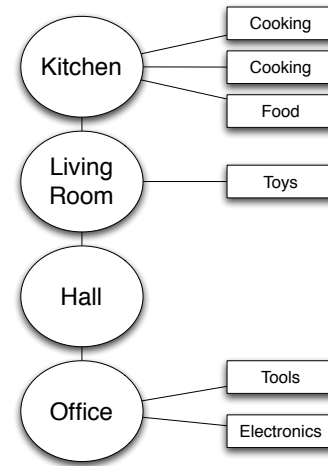 Kitchen
Cooking
Cooking
Food
Living
Room
Toys
Hall
Office
Tools
Electronics